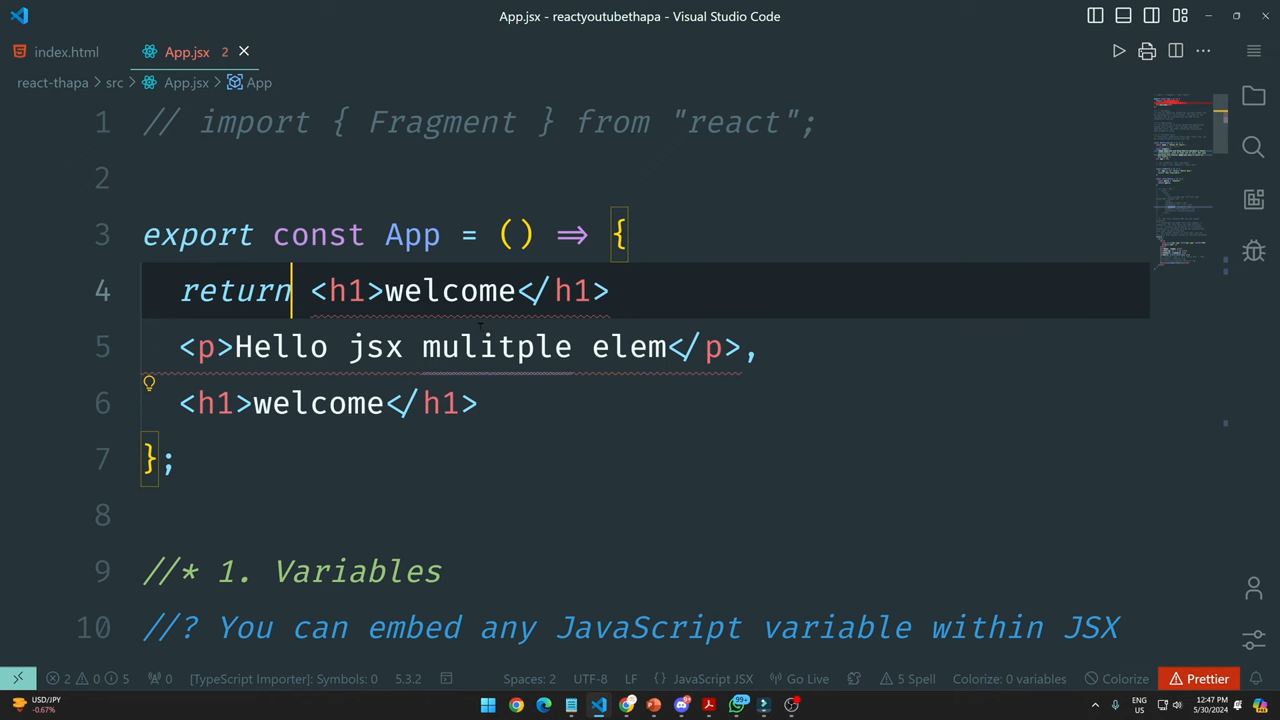 App.jsx - reactyoutubethapa - Visual Studio Code
index.html
App.jsx 2
react-thapa > src > App.jsx > App
1 // import { Fragment } from "react";
2
3 export const App = () => {
4 return <h1>welcome</h1>
5 <p>Hello jsx mulitple elem</p>,
6 <h1>welcome</h1>
7 };
8
9 //* 1. Variables
10 //? You can embed any JavaScript variable within JSX
2 0 5 0 [TypeScript Importer]: Symbols: 0 5.3.2 Spaces: 2 UTF-8 LF {} JavaScript JSX Go Live 5 Spell Colorize: 0 variables Colorize Prettier
USD/JPY
-0.67%
ENG
US
12:47 PM
5/30/2024